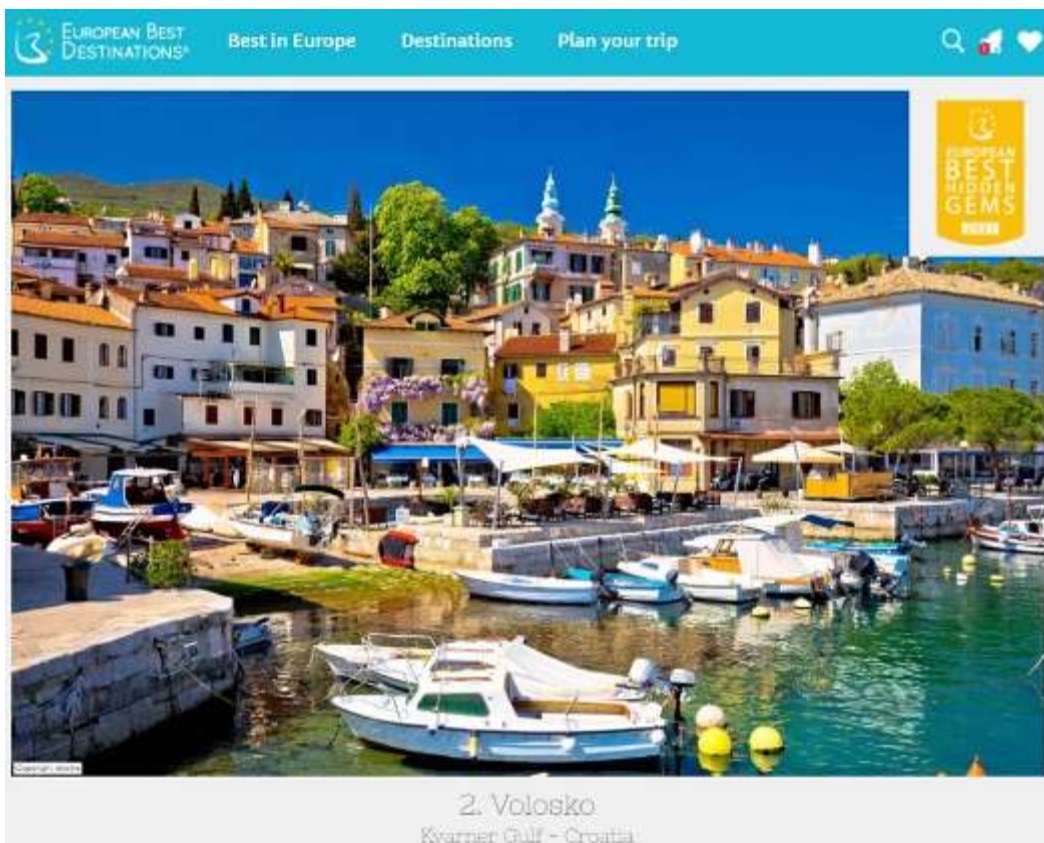 EUROPEAN BEST
DESTINATIONS
Best in Europe
Destinations
Plan your trip
EUROPEAN
BEST
HIDDEN
GEMS
2. Volosko
Kvarner Gulf - Croatia